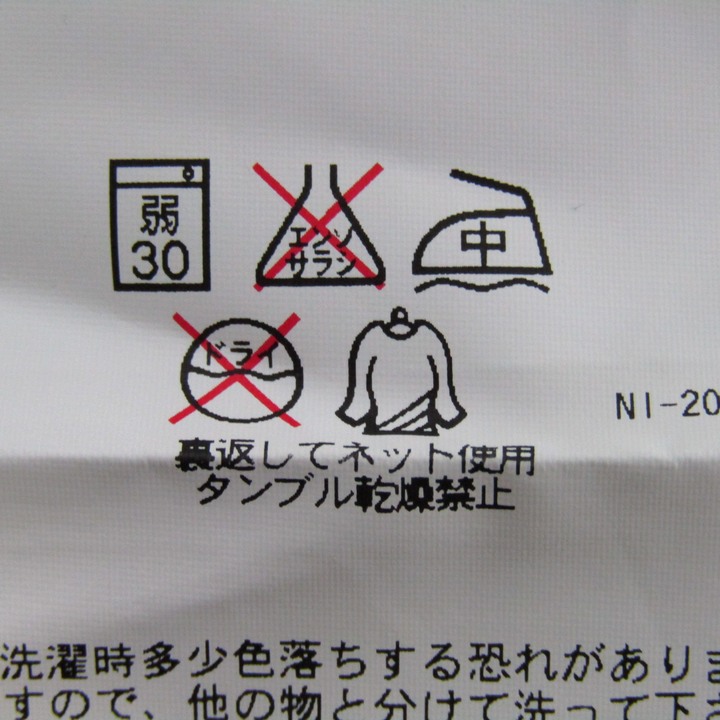 弱
30
エンソ
サラシ
中
ドライ
NI-20
裏返してネット使用
タンブル乾燥禁止
洗濯時多少色落ちする恐れがありま
すので、他の物と分けて洗って下さ